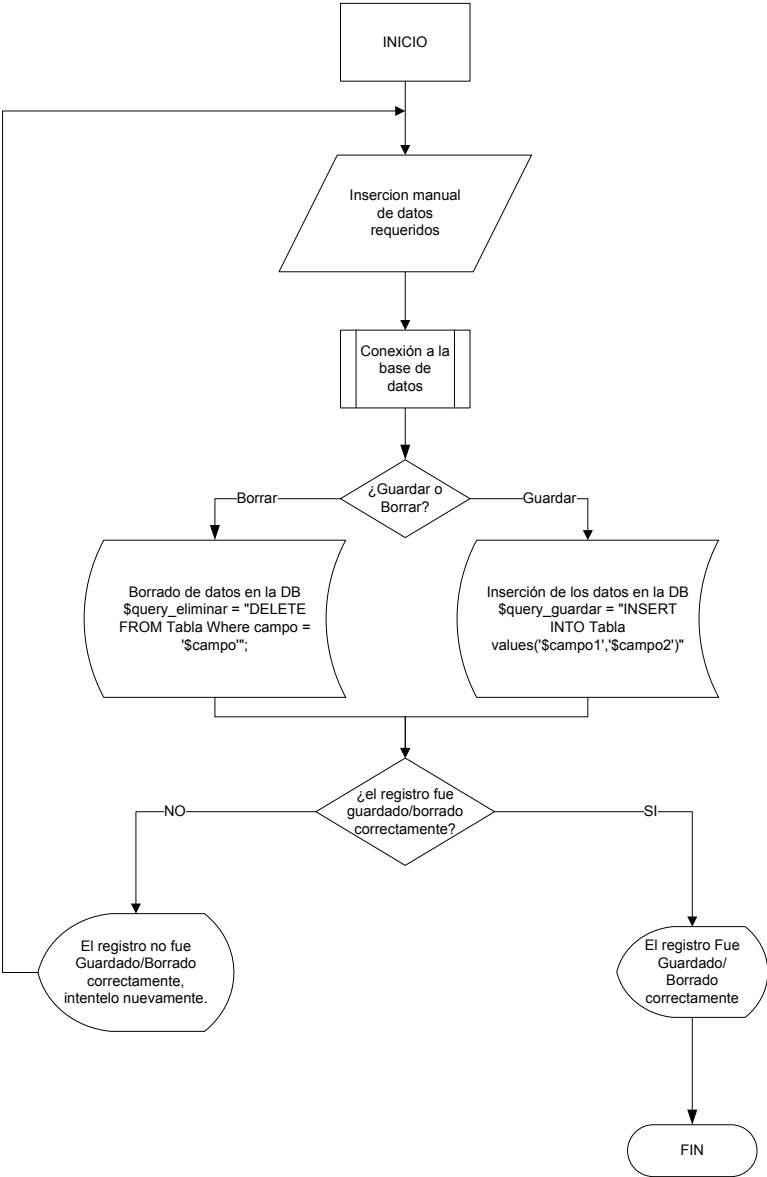 INICIO
Insercion manual
de datos
requeridos
Conexión a la
base de
datos
¿Guardar o
Borrar?
Borrar
Guardar
Borrado de datos en la DB
$query_eliminar = "DELETE
FROM Tabla Where campo =
'$campo'";
Inserción de los datos en la DB
$query_guardar = "INSERT
INTO Tabla
values('$campo1','$campo2')"
¿el registro fue
guardado/borrado
correctamente?
NO
SI
El registro no fue
Guardado/Borrado
correctamente,
intentelo nuevamente.
El registro Fue
Guardado/
Borrado
correctamente
FIN